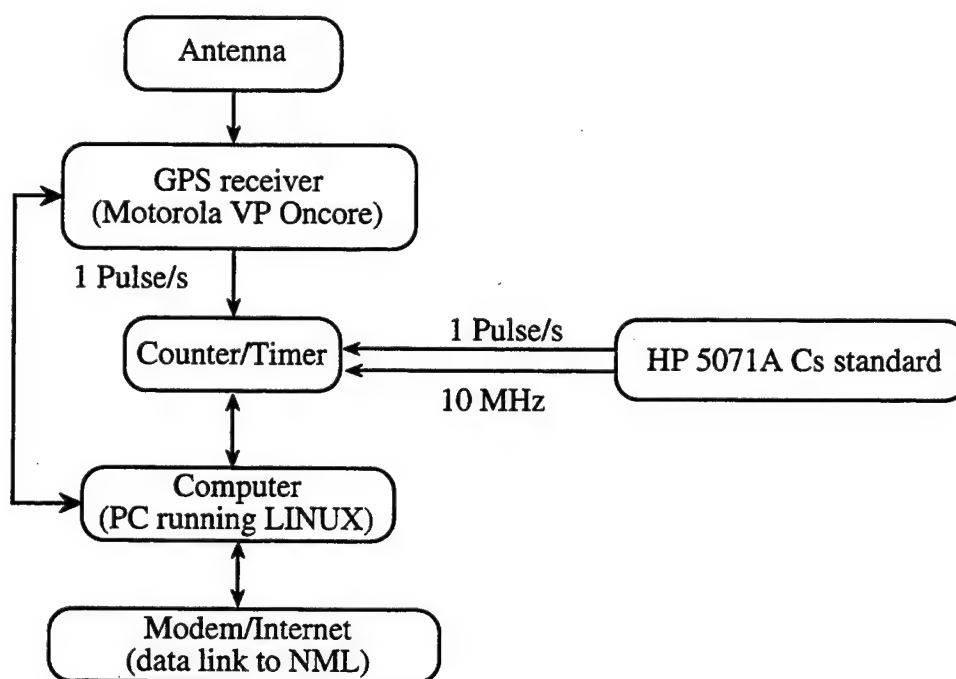 Antenna
GPS receiver
(Motorola VP Oncore)
1 Pulse/s
1 Pulse/s
Counter/Timer
HP 5071A Cs standard
10 MHz
Computer
(PC running LINUX)
Modem/Internet
(data link to NML)